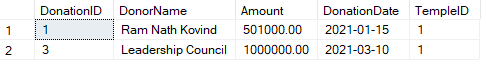 DonationID DonorName Amount DonationDate TempleID
1 1 Ram Nath Kovind 501000.00 2021-01-15 1
2 3 Leadership Council 1000000.00 2021-03-10 1